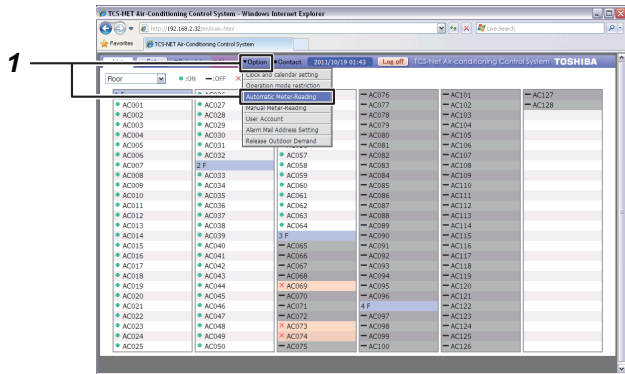 TCS-NET Air-Conditioning Control System - Windows Internet Explorer
http://192.168.2.32/en/main.html
Live Search
Favorites
TCS-NET Air-Conditioning Control System
1
▼Option
■Contact
2011/10/19 01:43
Log off
TCS-Net Air-conditioning Control System TOSHIBA
Floor
:ON
:OFF
Clock and calendar setting
Operation mode restriction
Automatic Meter-Reading
Manual Meter-Reading
User Account
Alarm Mail Address Setting
Release Outdoor Demand
AC001
AC002
AC003
AC004
AC005
AC006
AC007
AC008
AC009
AC010
AC011
AC012
AC013
AC014
AC015
AC016
AC017
AC018
AC019
AC020
AC021
AC022
AC023
AC024
AC025
AC027
AC028
AC029
AC030
AC031
AC032
2 F
AC033
AC034
AC035
AC036
AC037
AC038
AC039
AC040
AC041
AC042
AC043
AC044
AC045
AC046
AC047
AC048
AC049
AC050
AC057
AC058
AC059
AC060
AC061
AC062
AC063
AC064
3 F
AC065
AC066
AC067
AC068
AC069
AC070
AC071
AC072
AC073
AC074
AC075
AC076
AC077
AC078
AC079
AC080
AC081
AC082
AC083
AC084
AC085
AC086
AC087
AC088
AC089
AC090
AC091
AC092
AC093
AC094
AC095
AC096
4 F
AC097
AC098
AC099
AC100
AC101
AC102
AC103
AC104
AC105
AC106
AC107
AC108
AC109
AC110
AC111
AC112
AC113
AC114
AC115
AC116
AC117
AC118
AC119
AC120
AC121
AC122
AC123
AC124
AC125
AC126
AC127
AC128